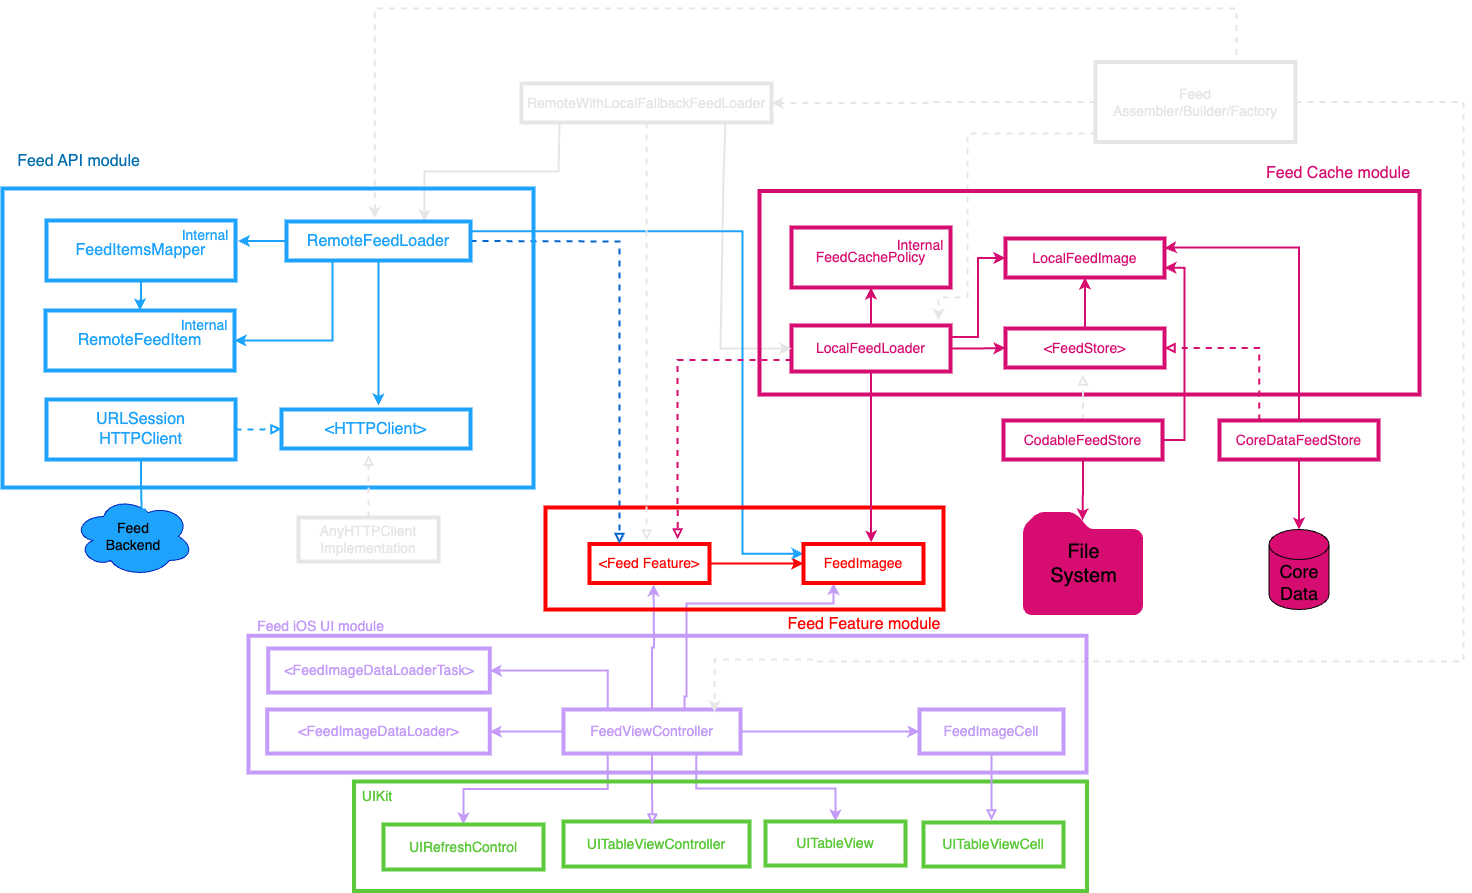 Feed
Assembler/Builder/Factory
RemoteWithLocalFallbackFeedLoader
Feed API module
Feed Cache module
Internal
FeedItemsMapper
RemoteFeedLoader
Internal
FeedCachePolicy
LocalFeedImage
Internal
RemoteFeedItem
LocalFeedLoader
<FeedStore>
URLSession
HTTPClient
<HTTPClient>
CodableFeedStore
CoreDataFeedStore
Feed
Backend
AnyHTTPClient
Implementation
<Feed Feature>
FeedImagee
File
System
Core
Data
Feed iOS UI module
Feed Feature module
<FeedImageDataLoaderTask>
<FeedImageDataLoader>
FeedViewController
FeedImageCell
UIKit
UIRefreshControl
UITableViewController
UITableView
UITableViewCell